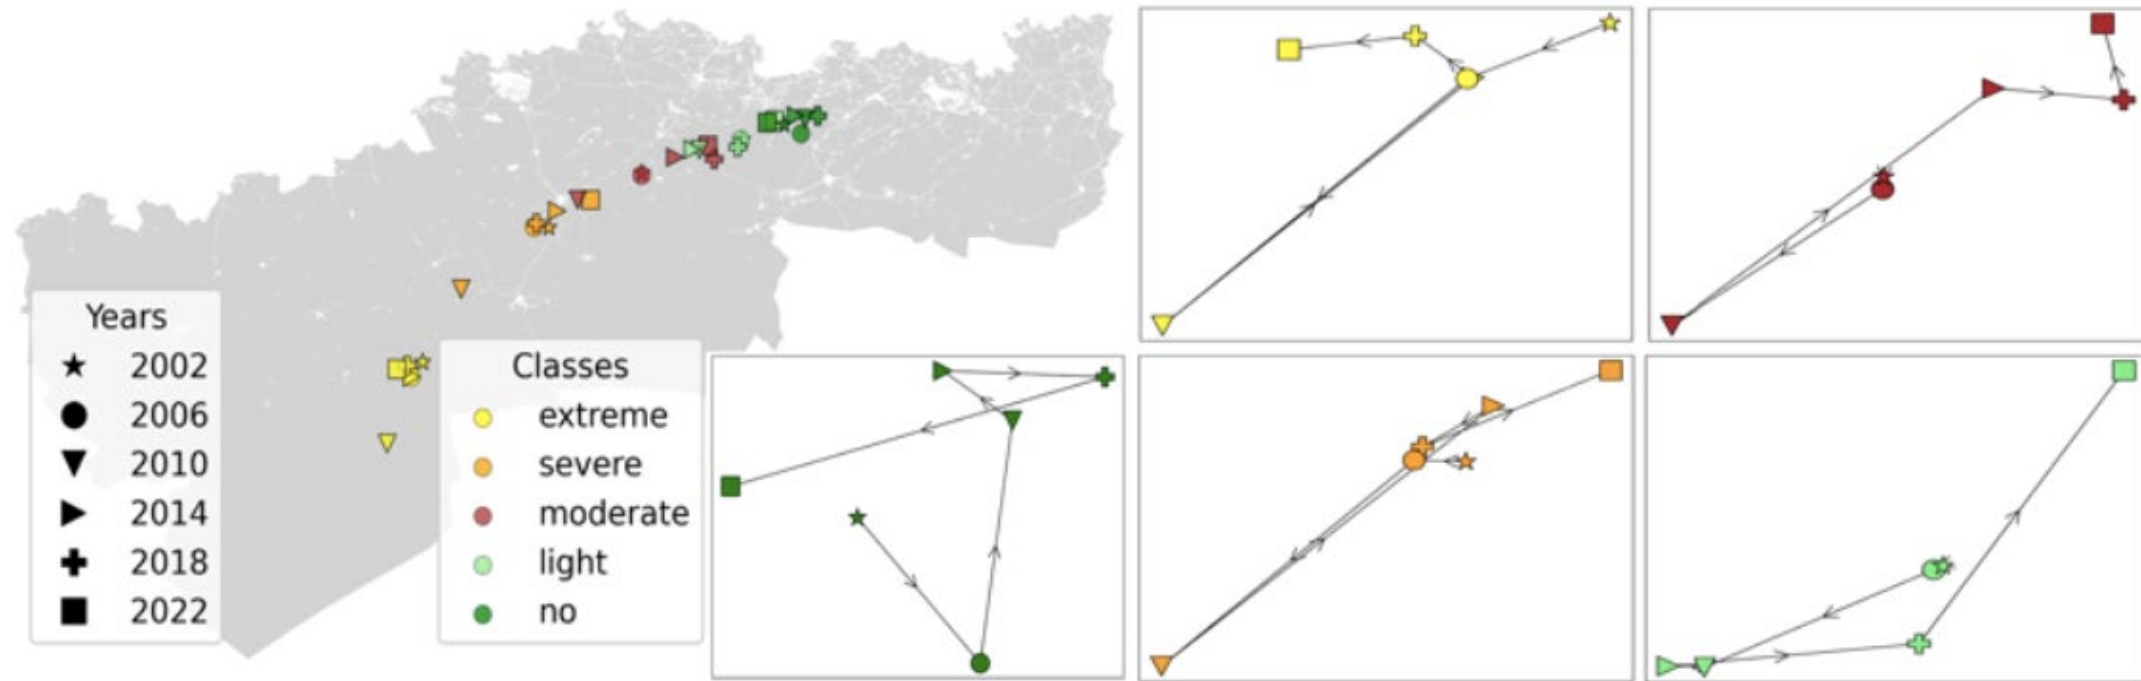 Years
2002
2006
2010
2014
2018
2022
Classes
extreme
severe
moderate
light
no